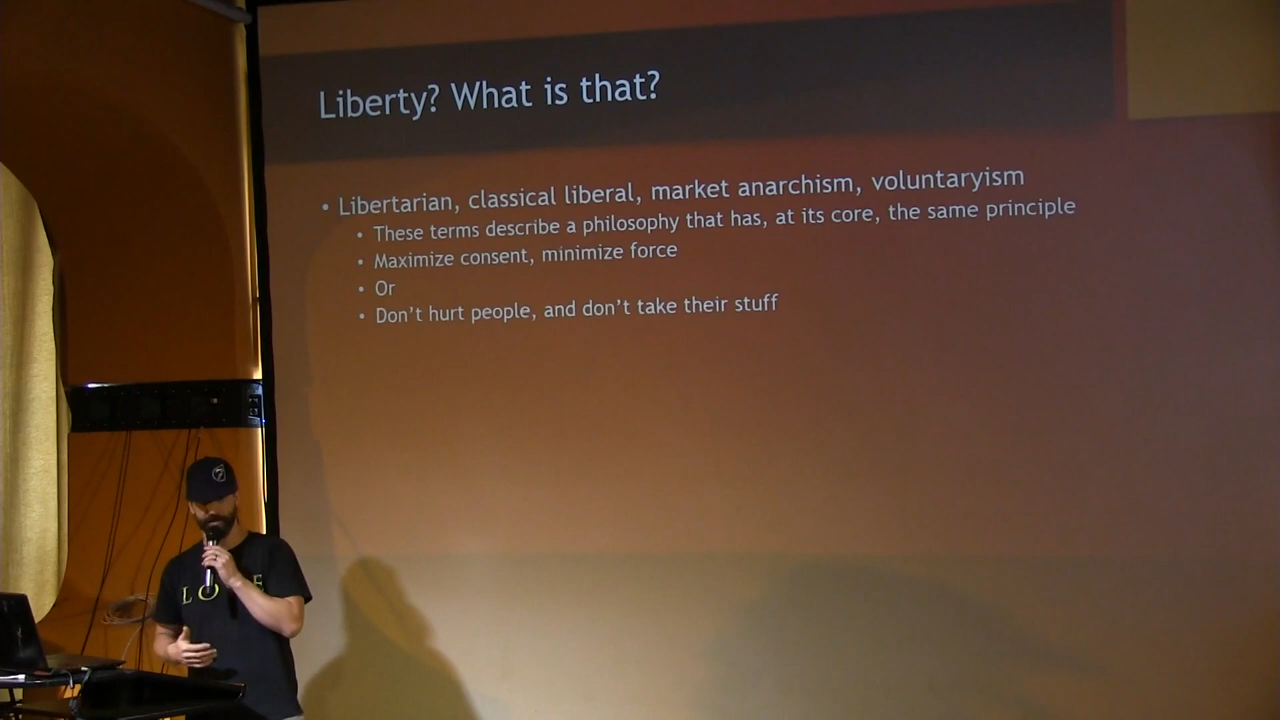 Liberty? What is that?
• Libertarian, classical liberal, market anarchism, voluntaryism
• These terms describe a philosophy that has, at its core, the same principle
• Maximize consent, minimize force
• Or
• Don't hurt people, and don't take their stuff